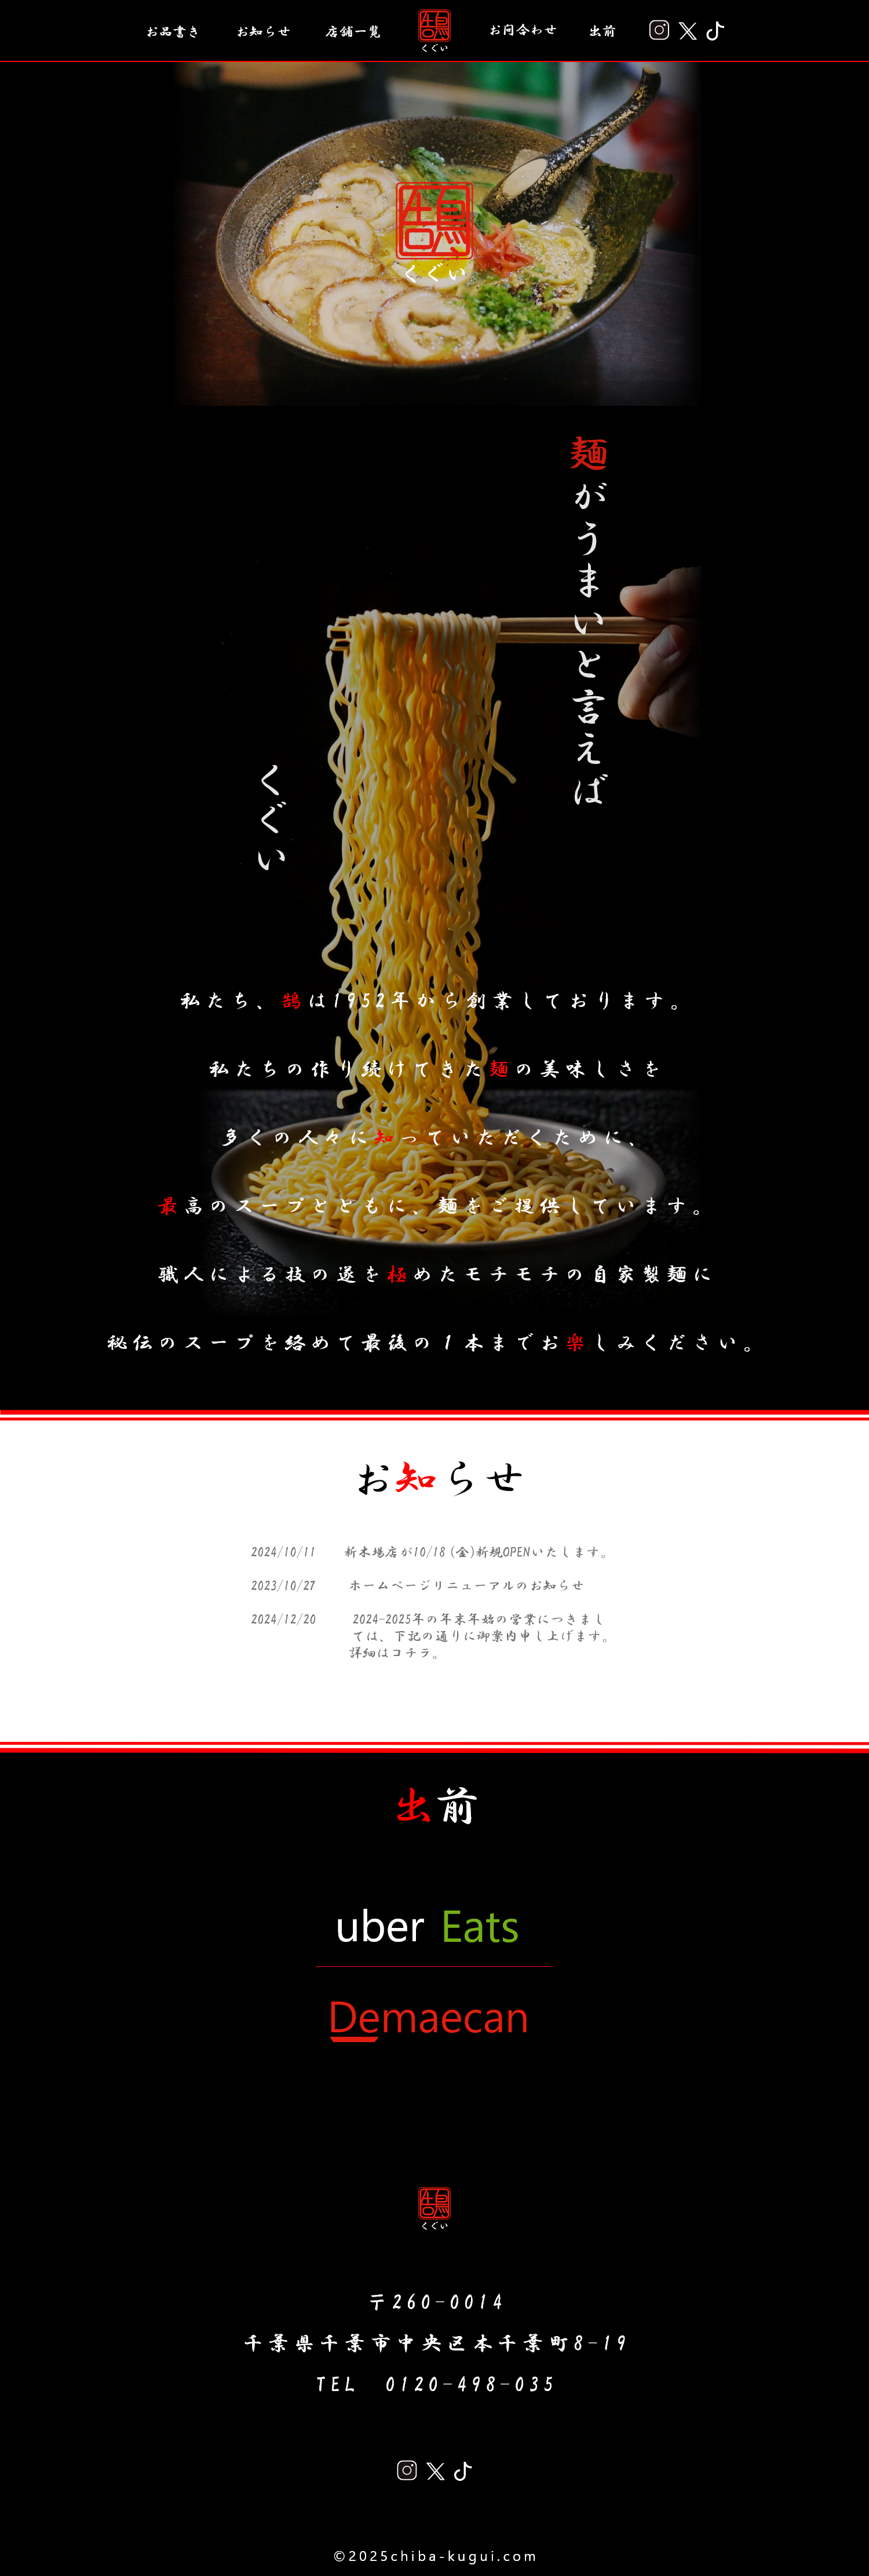 お品書き
お知らせ
店舗一覧
鵠
くぐい
お問合わせ
出前
鵠
くぐい
麺がうまいと言えば
くぐい
私たち、鵠は1952年から創業しております。
私たちの作り続けてきた麺の美味しさを
多くの人々に知っていただくために、
最高のスープとともに、麺をご提供しています。
職人による技の遂を極めたモチモチの自家製麺に
秘伝のスープを絡めて最後の１本までお楽しみください。
お知らせ
2024/10/11 新木場店が10/18(金)新規OPENいたします。
2023/10/27 ホームページリニューアルのお知らせ
2024/12/20 2024-2025年の年末年始の営業につきまし
ては、下記の通りに御案内申し上げます。
詳細はコチラ。
出前
uber Eats
Demaecan
鵠
くぐい
〒260-0014
千葉県千葉市中央区本千葉町8-19
TEL 0120-498-035
©2025chiba-kugui.com